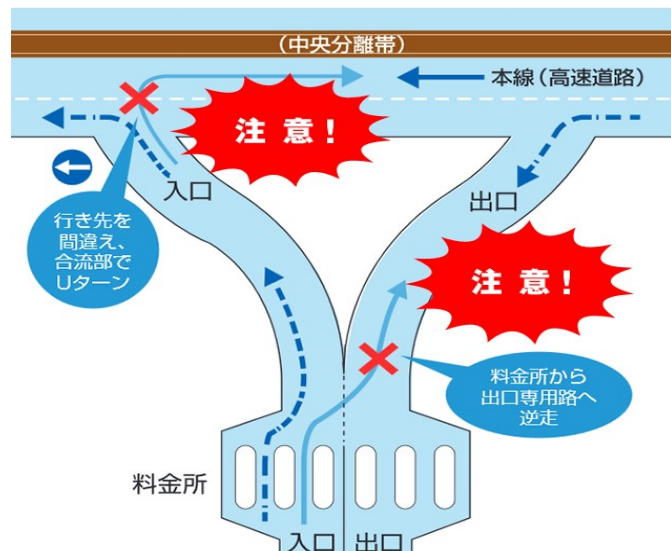 (中央分離帯)
本線(高速道路)
注意!
入口
出口
行き先を
間違え、
合流部で
Uターン
注意!
料金所から
出口専用路へ
逆走
料金所
入口 出口